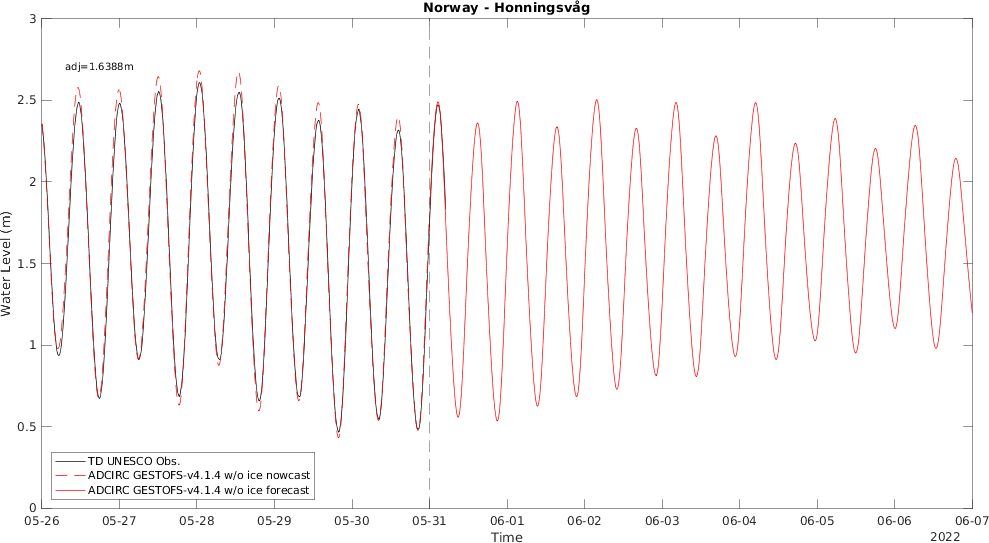 Norway - Honningsvåg
adj=1.6388m
3
2.5
2
1.5
1
0.5
0
Water Level (m)
TD UNESCO Obs.
ADCIRC GESTOFS-v4.1.4 w/o ice nowcast
ADCIRC GESTOFS-v4.1.4 w/o ice forecast
05-26 05-27 05-28 05-29 05-30 05-31 06-01 06-02 06-03 06-04 06-05 06-06 06-07
Time
2022